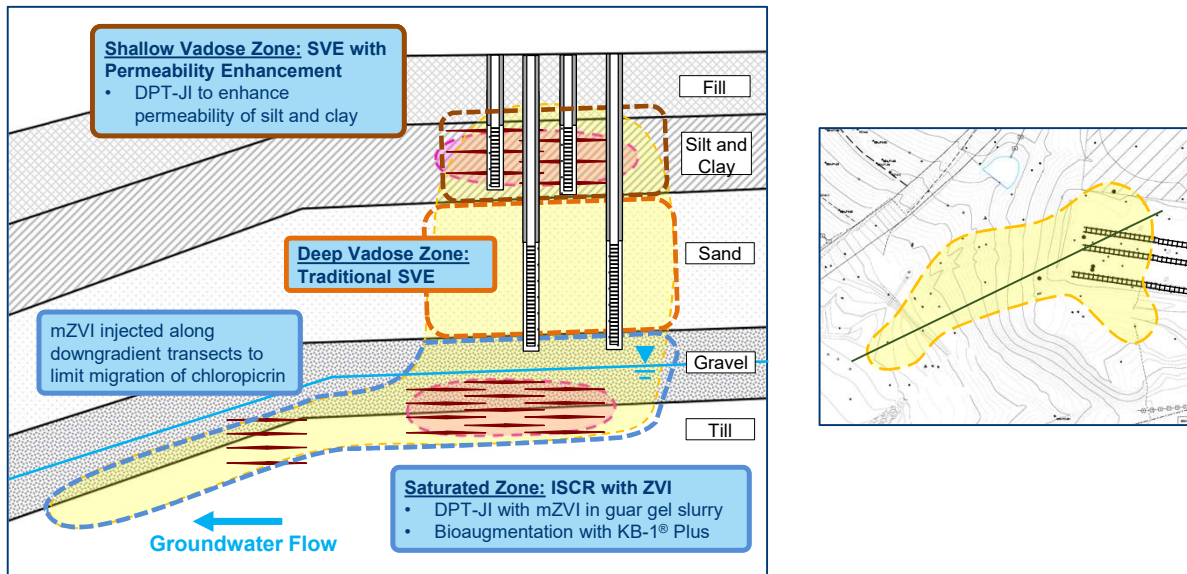 Shallow Vadose Zone: SVE with
Permeability Enhancement
• DPT-JI to enhance
permeability of silt and clay
Fill
Silt and
Clay
Deep Vadose Zone:
Traditional SVE
Sand
mZVI injected along
downgradient transects to
limit migration of chloropicrin
Gravel
Till
Saturated Zone: ISCR with ZVI
• DPT-JI with mZVI in guar gel slurry
• Bioaugmentation with KB-1® Plus
Groundwater Flow